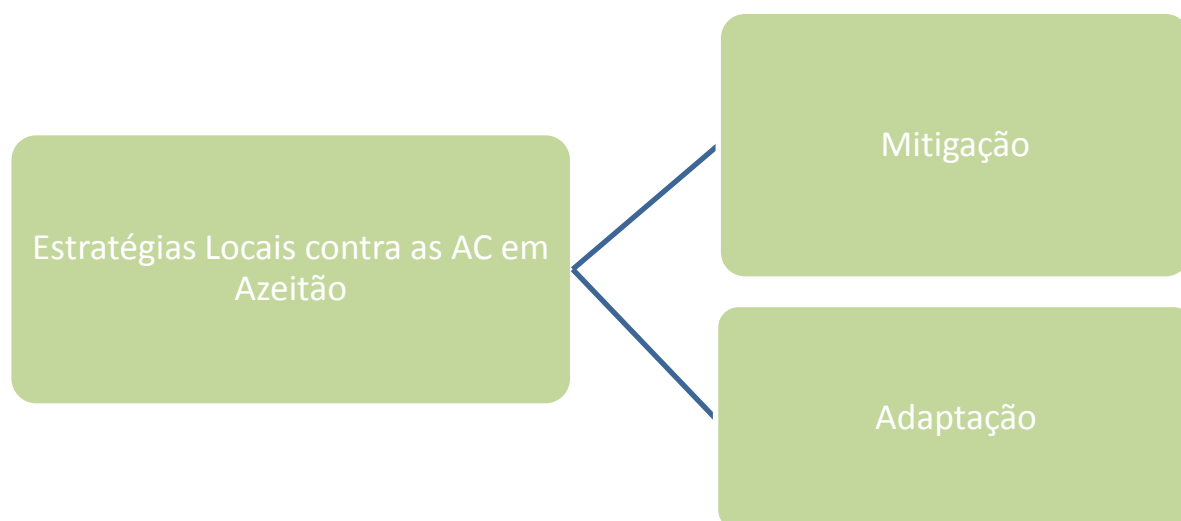 Estratégias Locais contra as AC em
Azeitão
Mitigação
Adaptação